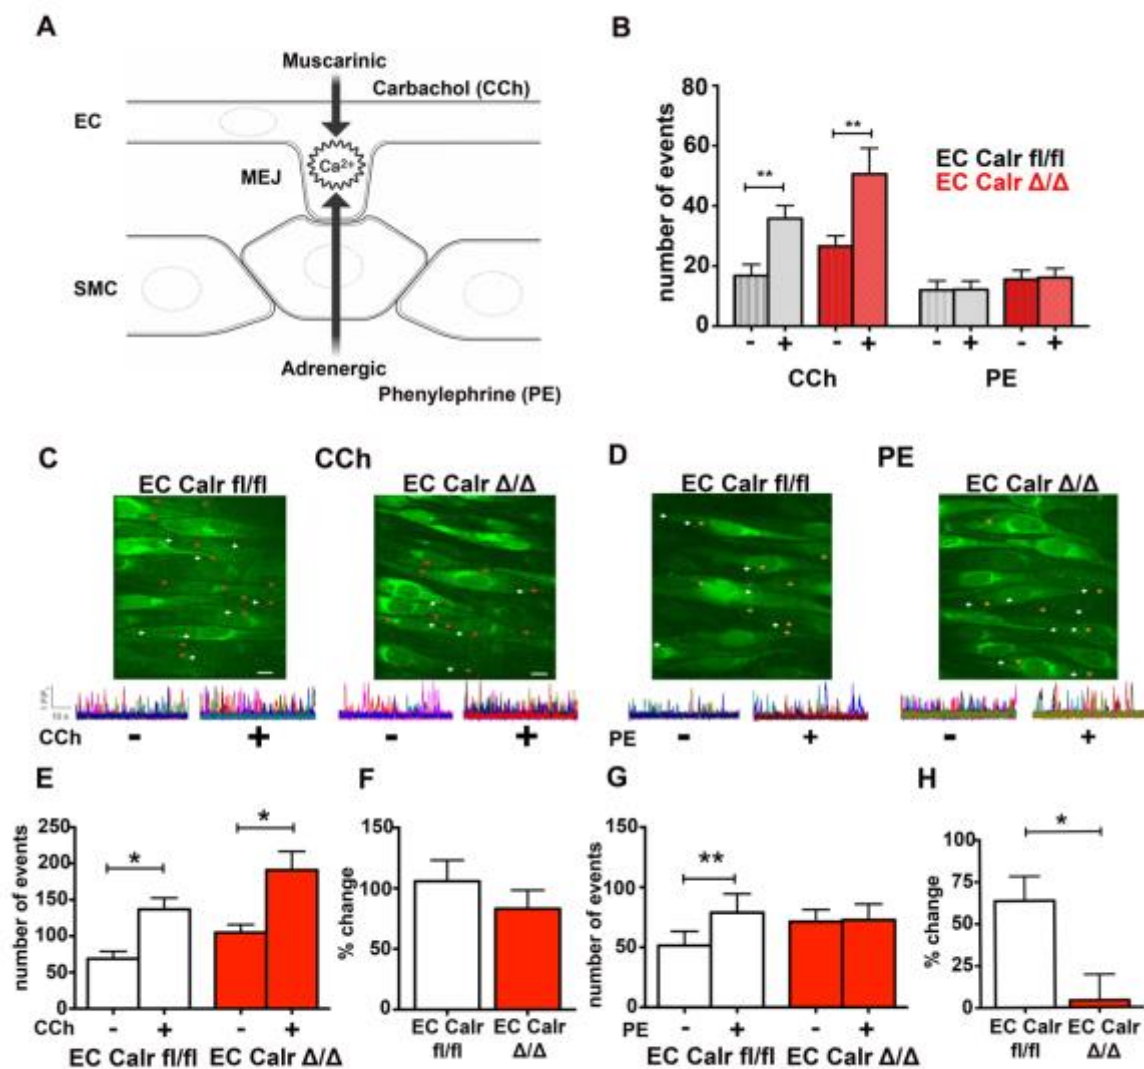 A
Muscarinic
Carbachol (CCh)
EC
Ca2+
MEJ
SMC
Adrenergic
Phenylephrine (PE)
B
number of events
80
60
40
20
0
** **
EC Calr fl/fl
EC Calr Δ/Δ
- + - + - + - +
CCh PE
C
CCh
EC Calr fl/fl EC Calr Δ/Δ
CCh - + - +
D
PE
EC Calr fl/fl EC Calr Δ/Δ
PE - + - +
E
number of events
250
200
150
100
50
0
* *
CCh - + - +
EC Calr fl/fl EC Calr Δ/Δ
F
% change
150
100
50
0
EC Calr fl/fl
EC Calr Δ/Δ
G
number of events
150
100
50
0
**
PE - + - +
EC Calr fl/fl EC Calr Δ/Δ
H
% change
100
75
50
25
0
*
EC Calr fl/fl
EC Calr Δ/Δ